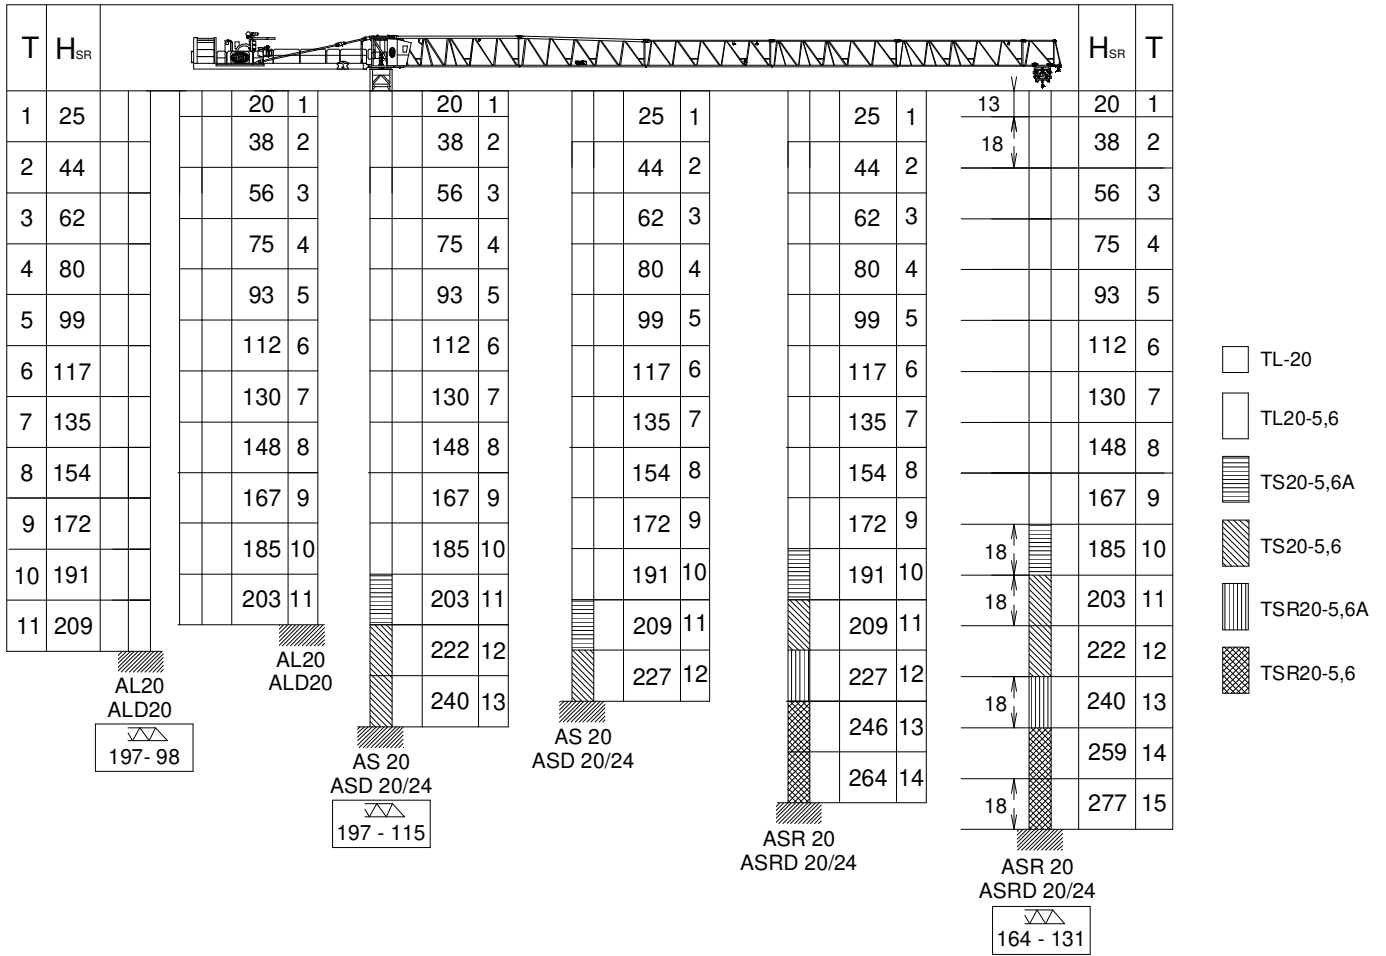 T HSR HSR T
1 25 20 1 20 1 25 1 25 1 13 20 1
2 44 38 2 38 2 44 2 44 2 18 38 2
3 62 56 3 56 3 62 3 62 3 56 3
4 80 75 4 75 4 80 4 80 4 75 4
5 99 93 5 93 5 99 5 99 5 93 5
6 117 112 6 112 6 117 6 117 6 112 6
7 135 130 7 130 7 135 7 135 7 130 7
8 154 148 8 148 8 154 8 154 8 148 8
9 172 167 9 167 9 172 9 172 9 167 9
10 191 185 10 185 10 191 10 191 10 18 185 10
11 209 203 11 203 11 209 11 209 11 18 203 11
222 12 227 12 227 12 222 12
240 13 246 13 18 240 13
264 14 259 14
18 277 15
AL20
ALD20
197- 98
AL20
ALD20
AS 20
ASD 20/24
197 - 115
AS 20
ASD 20/24
ASR 20
ASRD 20/24
ASR 20
ASRD 20/24
164 - 131
TL-20
TL20-5,6
TS20-5,6A
TS20-5,6
TSR20-5,6A
TSR20-5,6